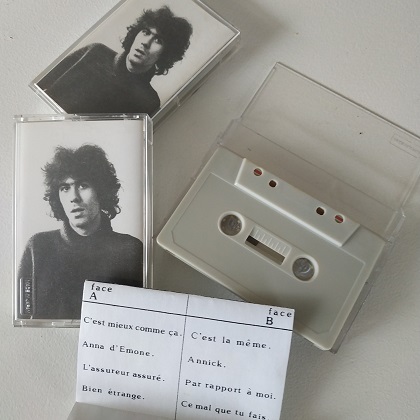 face
A
C'est mieux comme ça.
Anna d'Emone.
L'assureur assuré.
Bien étrange.
face
B
C'est la même.
Annick.
Par rapport à moi.
Ce mal que tu fais